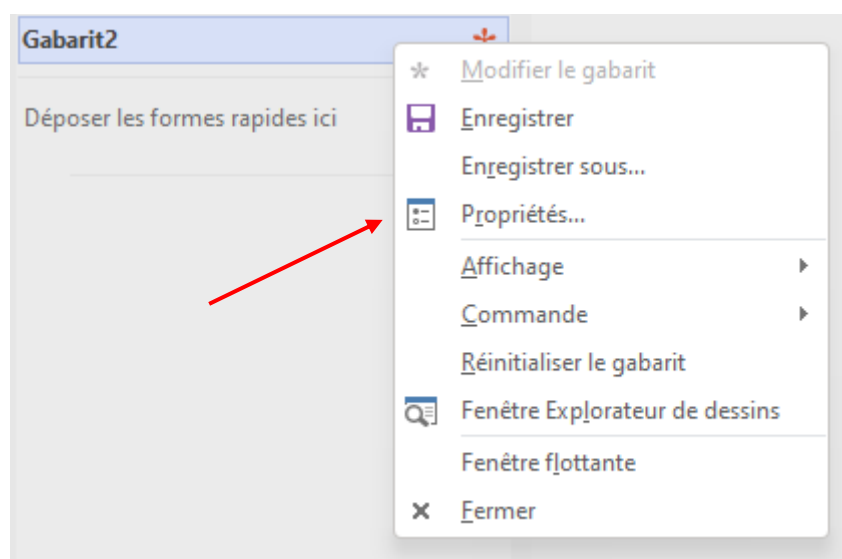 Gabarit2
Modifier le gabarit
Déposer les formes rapides ici
Enregistrer
Enregistrer sous...
Propriétés...
Affichage
Commande
Réinitialiser le gabarit
Fenêtre Explorateur de dessins
Fenêtre flottante
Fermer